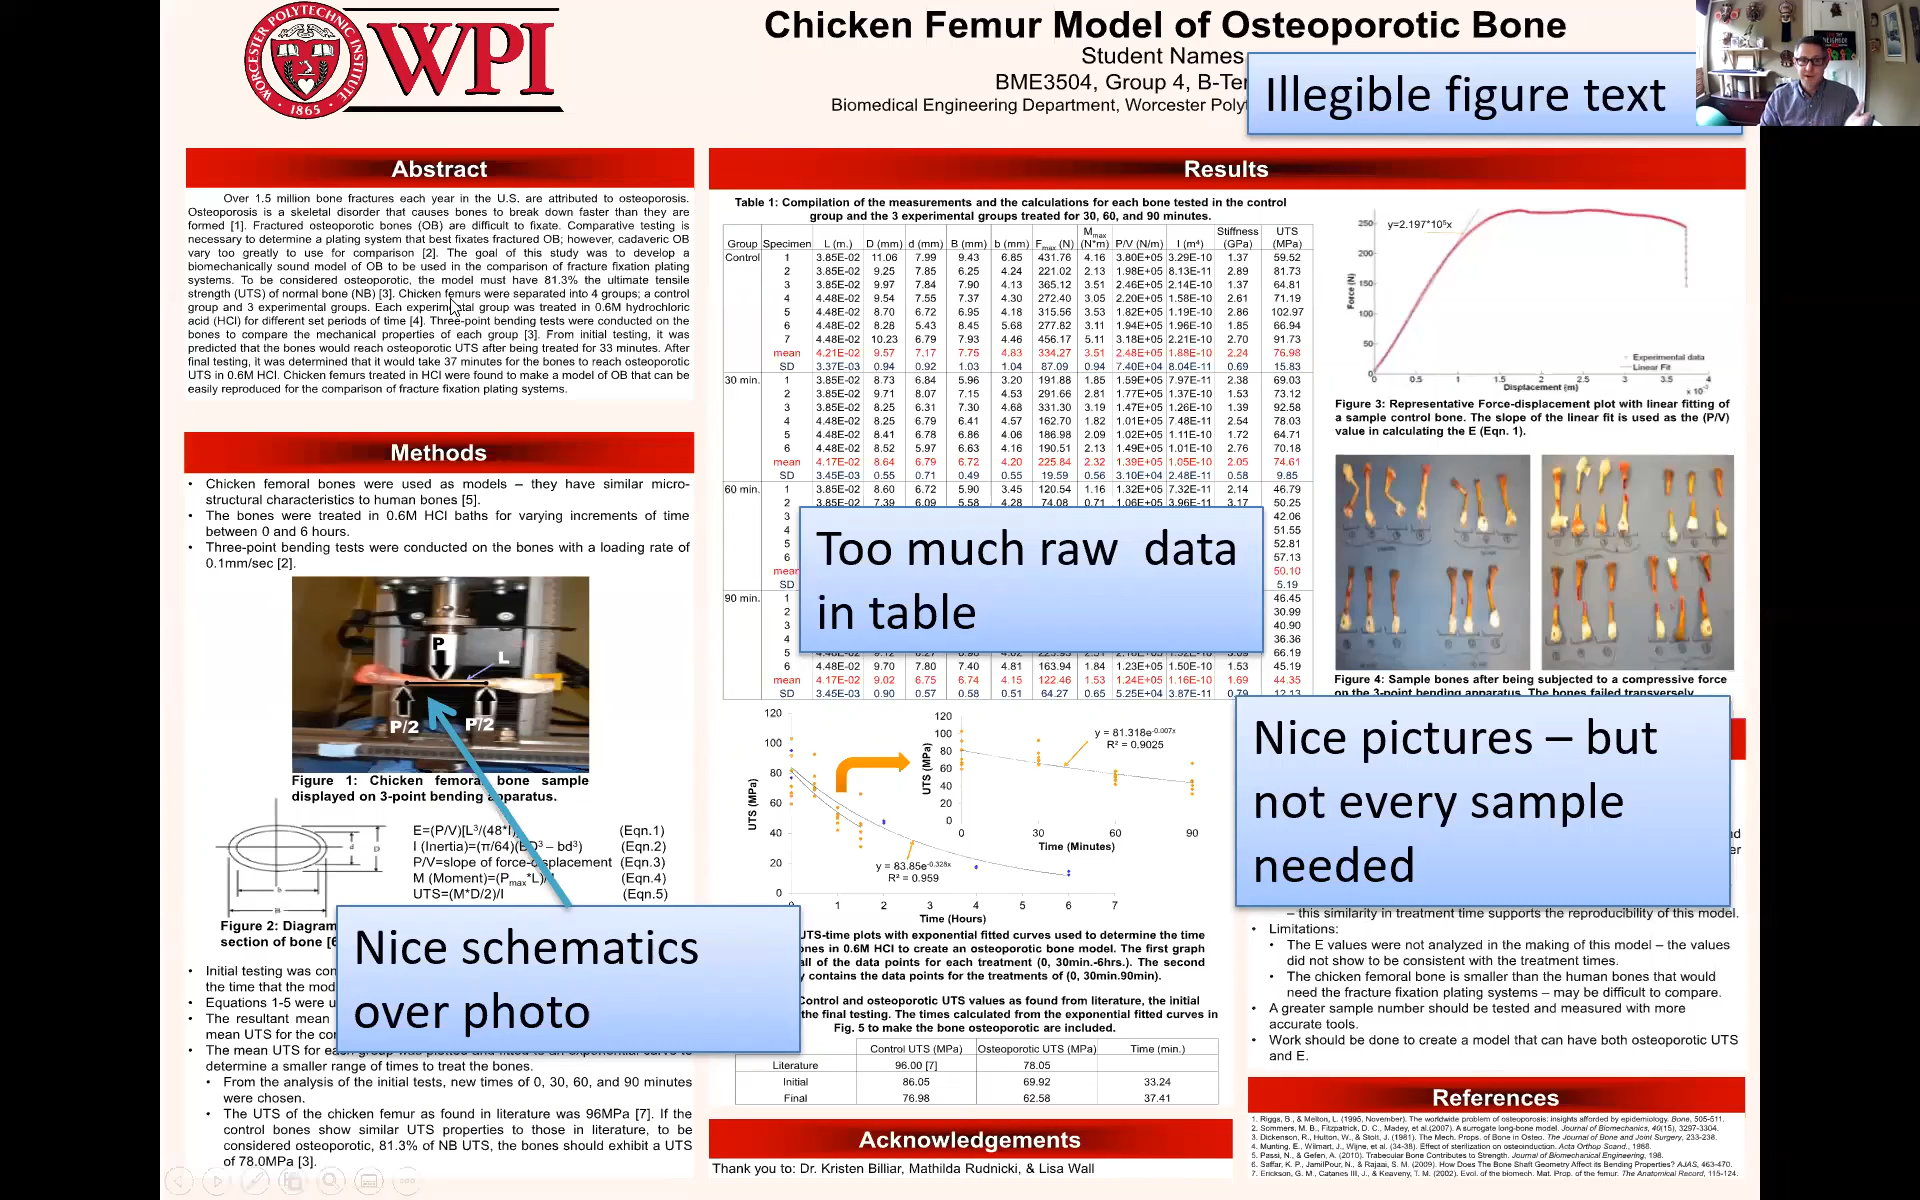 WORCESTER POLYTECHNIC INSTITUTE
1865
WPI
Chicken Femur Model of Osteoporotic Bone
Student Names
BME3504, Group 4, B-Ter
Biomedical Engineering Department, Worcester Poly
Illegible figure text
Abstract
Over 1.5 million bone fractures each year in the U.S. are attributed to osteoporosis.
Osteoporosis is a skeletal disorder that causes bones to break down faster than they are
formed [1]. Fractured osteoporotic bones (OB) are difficult to fixate. Comparative testing is
necessary to determine a plating system that best fixates fractured OB; however, cadaveric OB
vary too greatly to use for comparison [2]. The goal of this study was to develop a
biomechanically sound model of OB to be used in the comparison of fracture fixation plating
systems. To be considered osteoporotic, the model must have 81.3% the ultimate tensile
strength (UTS) of normal bone (NB) [3]. Chicken femurs were separated into 4 groups; a control
group and 3 experimental groups. Each experimental group was treated in 0.6M hydrochloric
acid (HCl) for different set periods of time [4]. Three-point bending tests were conducted on the
bones to compare the mechanical properties of each group [3]. From initial testing, it was
predicted that the bones would reach osteoporotic UTS after being treated for 33 minutes. After
final testing, it was determined that it would take 37 minutes for the bones to reach osteoporotic
UTS in 0.6M HCl. Chicken femurs treated in HCl were found to make a model of OB that can be
easily reproduced for the comparison of fracture fixation plating systems.
Methods
• Chicken femoral bones were used as models – they have similar micro-
structural characteristics to human bones [5].
• The bones were treated in 0.6M HCl baths for varying increments of time
between 0 and 6 hours.
• Three-point bending tests were conducted on the bones with a loading rate of
0.1mm/sec [2].
P
L
P/2 P/2
Figure 1: Chicken femoral bone sample
displayed on 3-point bending apparatus.
d D
b
B
E=(P/V)[L³/(48*I (Eqn.1)
I (Inertia)=(π/64)(BD³ – bd³) (Eqn.2)
P/V=slope of force-displacement (Eqn.3)
M (Moment)=(Pmax*L)/ (Eqn.4)
UTS=(M*D/2)/I (Eqn.5)
Figure 2: Diagram
section of bone [6
Nice schematics
over photo
• Initial testing was con
the time that the mod
• Equations 1-5 were u
• The resultant mean
mean UTS for the co
• The mean UTS for each group was plotted and fitted to an exponential curve to
determine a smaller range of times to treat the bones.
• From the analysis of the initial tests, new times of 0, 30, 60, and 90 minutes
were chosen.
• The UTS of the chicken femur as found in literature was 96MPa [7]. If the
control bones show similar UTS properties to those in literature, to be
considered osteoporotic, 81.3% of NB UTS, the bones should exhibit a UTS
of 78.0MPa [3].
Results
Table 1: Compilation of the measurements and the calculations for each bone tested in the control
group and the 3 experimental groups treated for 30, 60, and 90 minutes.
Group Specimen L (m.) D (mm) d (mm) B (mm) b (mm) Fmax (N) Mmax (N*m) P/V (N/m) I (m⁴) Stiffness (GPa) UTS (MPa)
Control 1 3.85E-02 11.06 7.99 9.43 6.85 431.76 4.16 3.80E+05 3.29E-10 1.37 59.52
2 3.85E-02 9.25 7.85 6.25 4.24 221.02 2.13 1.98E+05 8.13E-11 2.89 81.73
3 3.85E-02 9.97 7.84 7.90 4.13 365.12 3.51 2.46E+05 2.14E-10 1.37 64.81
4 4.48E-02 9.54 7.55 7.37 4.30 272.40 3.05 2.20E+05 1.58E-10 2.61 71.19
5 4.48E-02 8.70 6.72 6.95 4.18 315.56 3.53 1.82E+05 1.19E-10 2.86 102.97
6 4.48E-02 8.28 5.43 8.45 5.68 277.82 3.11 1.94E+05 1.96E-10 1.85 66.94
7 4.48E-02 10.23 6.79 7.93 4.46 456.17 5.11 3.18E+05 2.21E-10 2.70 91.73
mean 4.21E-02 9.57 7.17 7.75 4.83 334.27 3.51 2.48E+05 1.88E-10 2.24 76.98
SD 3.37E-03 0.94 0.92 1.03 1.04 87.09 0.94 7.40E+04 8.04E-11 0.69 15.83
30 min. 1 3.85E-02 8.73 6.84 5.96 3.20 191.88 1.85 1.59E+05 7.97E-11 2.38 69.03
2 3.85E-02 9.71 8.07 7.15 4.53 291.66 2.81 1.77E+05 1.37E-10 1.53 73.12
3 3.85E-02 8.25 6.31 7.30 4.68 331.30 3.19 1.47E+05 1.26E-10 1.39 92.58
4 4.48E-02 8.25 6.79 6.41 4.57 162.70 1.82 1.01E+05 7.48E-11 2.54 78.03
5 4.48E-02 8.41 6.78 6.86 4.06 186.98 2.09 1.02E+05 1.11E-10 1.72 64.71
6 4.48E-02 8.52 5.97 6.63 4.16 190.51 2.13 1.49E+05 1.01E-10 2.76 70.18
mean 4.17E-02 8.64 6.79 6.72 4.20 225.84 2.32 1.39E+05 1.05E-10 2.05 74.61
SD 3.45E-03 0.55 0.71 0.49 0.55 19.59 0.56 3.10E+04 2.48E-11 0.58 9.85
60 min. 1 3.85E-02 8.60 6.72 5.90 3.45 120.54 1.16 1.32E+05 7.32E-11 2.14 46.79
2 3.85E-02 7.39 6.09 5.58 4.28 74.08 0.71 1.06E+05 3.96E-11 3.17 50.25
3 42.06
4 51.55
5 52.81
6 57.13
mean 50.10
SD 5.19
90 min. 1 46.45
2 30.99
3 40.90
4 36.36
5 66.19
6 4.48E-02 9.70 7.80 7.40 4.81 163.94 1.84 1.23E+05 1.50E-10 1.53 45.19
mean 4.17E-02 9.02 6.75 6.74 4.15 122.46 1.53 1.24E+05 1.16E-10 1.69 44.35
SD 3.45E-03 0.90 0.57 0.58 0.51 64.27 0.65 5.25E+04 3.87E-11 0.79 12.13
Too much raw data
in table
120
100
80
60
40
20
0
UTS (MPa)
0 1 2 3 4 5 6 7
Time (Hours)
y = 83.85e-0.328x
R² = 0.959
120
100
80
60
40
20
0
UTS (MPa)
0 30 60 90
Time (Minutes)
y = 81.318e-0.007x
R² = 0.9025
UTS-time plots with exponential fitted curves used to determine the time
ones in 0.6M HCl to create an osteoporotic bone model. The first graph
all of the data points for each treatment (0, 30min.-6hrs.). The second
y contains the data points for the treatments of (0, 30min.90min).
Control and osteoporotic UTS values as found from literature, the initial
the final testing. The times calculated from the exponential fitted curves in
Fig. 5 to make the bone osteoporotic are included.
Control UTS (MPa) Osteoporotic UTS (MPa) Time (min.)
Literature 96.00 [7] 78.05
Initial 86.05 69.92 33.24
Final 76.98 62.58 37.41
Acknowledgements
Thank you to: Dr. Kristen Billiar, Mathilda Rudnicki, & Lisa Wall
y=2.197*10⁵x
250
200
150
100
50
0
Force (N)
0 0.5 1 1.5 2 2.5 3 3.5 4
x 10
Displacement (m)
Experimental data
Linear Fit
Figure 3: Representative Force-displacement plot with linear fitting of
a sample control bone. The slope of the linear fit is used as the (P/V)
value in calculating the E (Eqn. 1).
Figure 4: Sample bones after being subjected to a compressive force
on the 3-point bending apparatus. The bones failed transversely
Nice pictures – but
not every sample
needed
– this similarity in treatment time supports the reproducibility of this model.
• Limitations:
• The E values were not analyzed in the making of this model – the values
did not show to be consistent with the treatment times.
• The chicken femoral bone is smaller than the human bones that would
need the fracture fixation plating systems – may be difficult to compare.
• A greater sample number should be tested and measured with more
accurate tools.
• Work should be done to create a model that can have both osteoporotic UTS
and E.
References
1. Riggs, B., & Melton, L. (1995, November). The worldwide problem of osteoporosis: insights afforded by epidemiology. Bone, 505-511.
2. Sommers, M. B., Fitzpatrick, D. C., Madey, et al.(2007). A surrogate long-bone model. Journal of Biomechanics, 40(15), 3297-3304.
3. Dickenson, R., Hutton, W., & Stott, J. (1981). The Mech. Props. of Bone in Osteo. The Journal of Bone and Joint Surgery, 233-238.
4. Munting, E., Wilmart, J., Wijne, et al. (34-38). Effect of sterilization on osteoinduction. Acta Orthop Scand., 1988.
5. Passi, N., & Gefen, A. (2010). Trabecular Bone Contributes to Strength. Journal of Biomechanical Engineering, 198.
6. Saffar, K. P., JamilPour, N., & Rajaai, S. M. (2009). How Does The Bone Shaft Geometry Affect its Bending Properties? AJAS, 463-470.
7. Erickson, G. M., Catanes III, J., & Keaveny, T. M. (2002). Evol. of the biomech. Mat. Prop. of the femur. The Anatomical Record, 115-124.